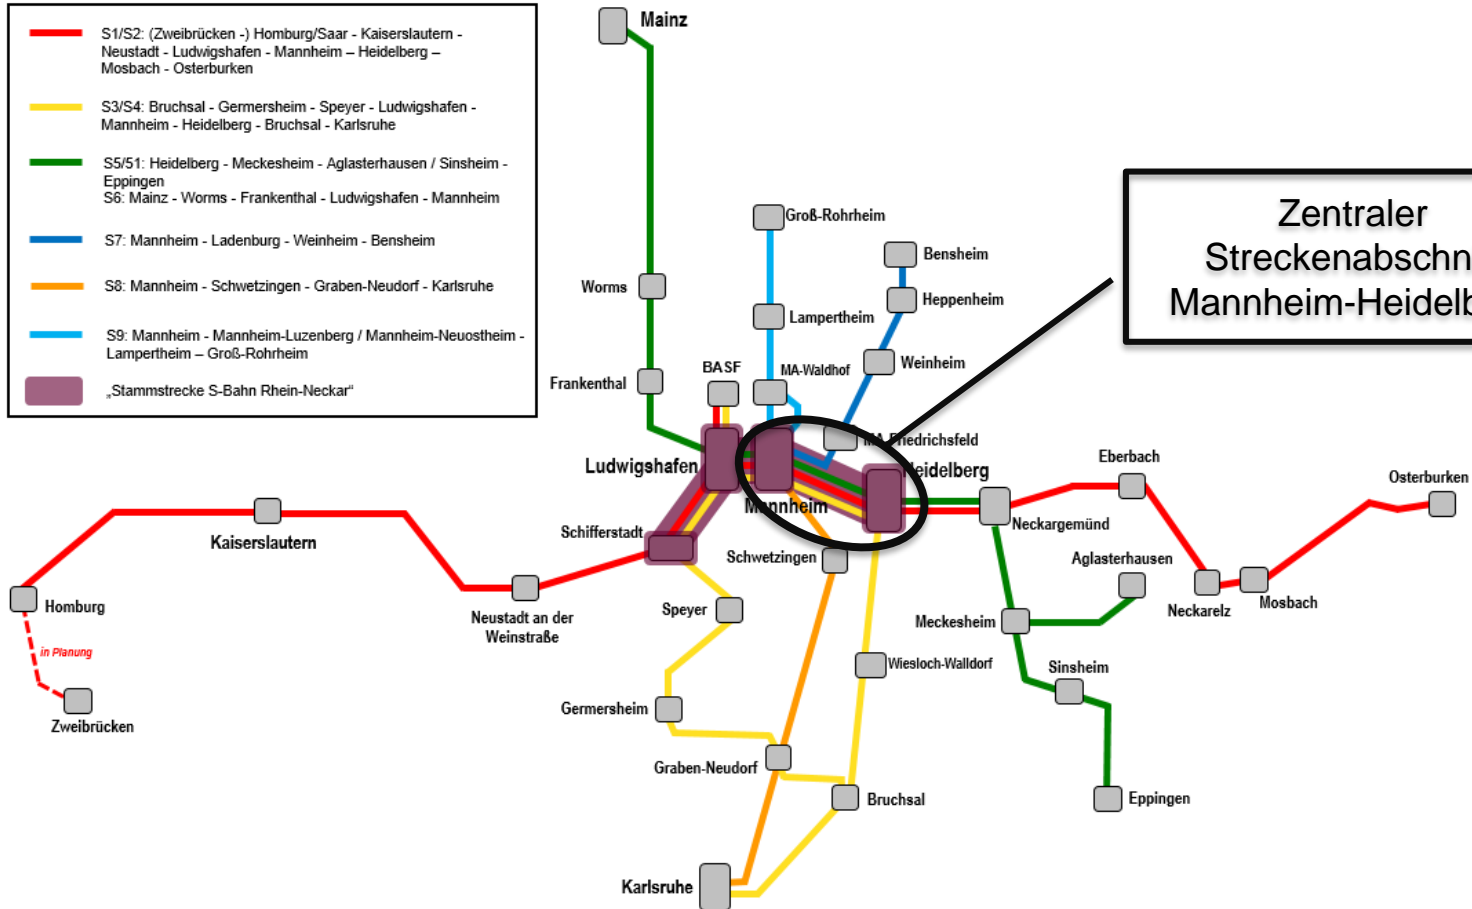 S1/S2: (Zweibrücken -) Homburg/Saar - Kaiserslautern -
Neustadt - Ludwigshafen - Mannheim – Heidelberg –
Mosbach - Osterburken
S3/S4: Bruchsal - Germersheim - Speyer - Ludwigshafen -
Mannheim - Heidelberg - Bruchsal - Karlsruhe
S5/51: Heidelberg - Meckesheim - Aglasterhausen / Sinsheim -
Eppingen
S6: Mainz - Worms - Frankenthal - Ludwigshafen - Mannheim
S7: Mannheim - Ladenburg - Weinheim - Bensheim
S8: Mannheim - Schwetzingen - Graben-Neudorf - Karlsruhe
S9: Mannheim - Mannheim-Luzenberg / Mannheim-Neuostheim -
Lampertheim – Groß-Rohrheim
„Stammstrecke S-Bahn Rhein-Neckar“
Mainz
Zentraler
Streckenabschn
Mannheim-Heidelb
Groß-Rohrheim
Bensheim
Worms
Heppenheim
Lampertheim
Weinheim
BASF
MA-Waldhof
Frankenthal
MA-Friedrichsfeld
Ludwigshafen
Heidelberg
Eberbach
Osterburken
Mannheim
Neckargemünd
Schifferstadt
Kaiserslautern
Schwetzingen
Aglasterhausen
Homburg
Neustadt an der
Weinstraße
Speyer
Neckarelz
Mosbach
Meckesheim
in Planung
Wiesloch-Walldorf
Sinsheim
Zweibrücken
Germersheim
Graben-Neudorf
Bruchsal
Eppingen
Karlsruhe